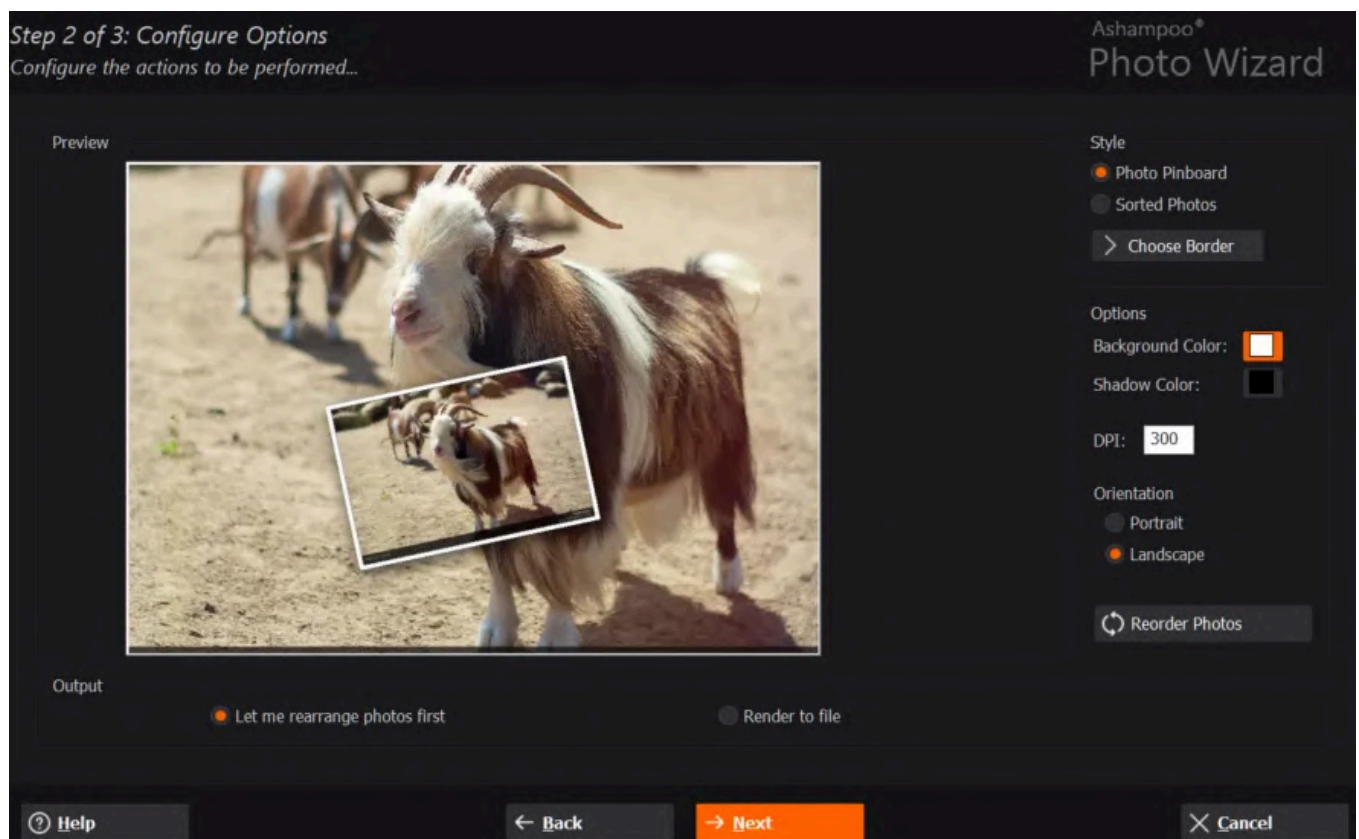 Step 2 of 3: Configure Options
Configure the actions to be performed...
Ashampoo®
Photo Wizard
Preview
Style
Photo Pinboard
Sorted Photos
Choose Border
Options
Background Color:
Shadow Color:
DPI: 300
Orientation
Portrait
Landscape
Reorder Photos
Output
Let me rearrange photos first
Render to file
Help
Back
Next
Cancel